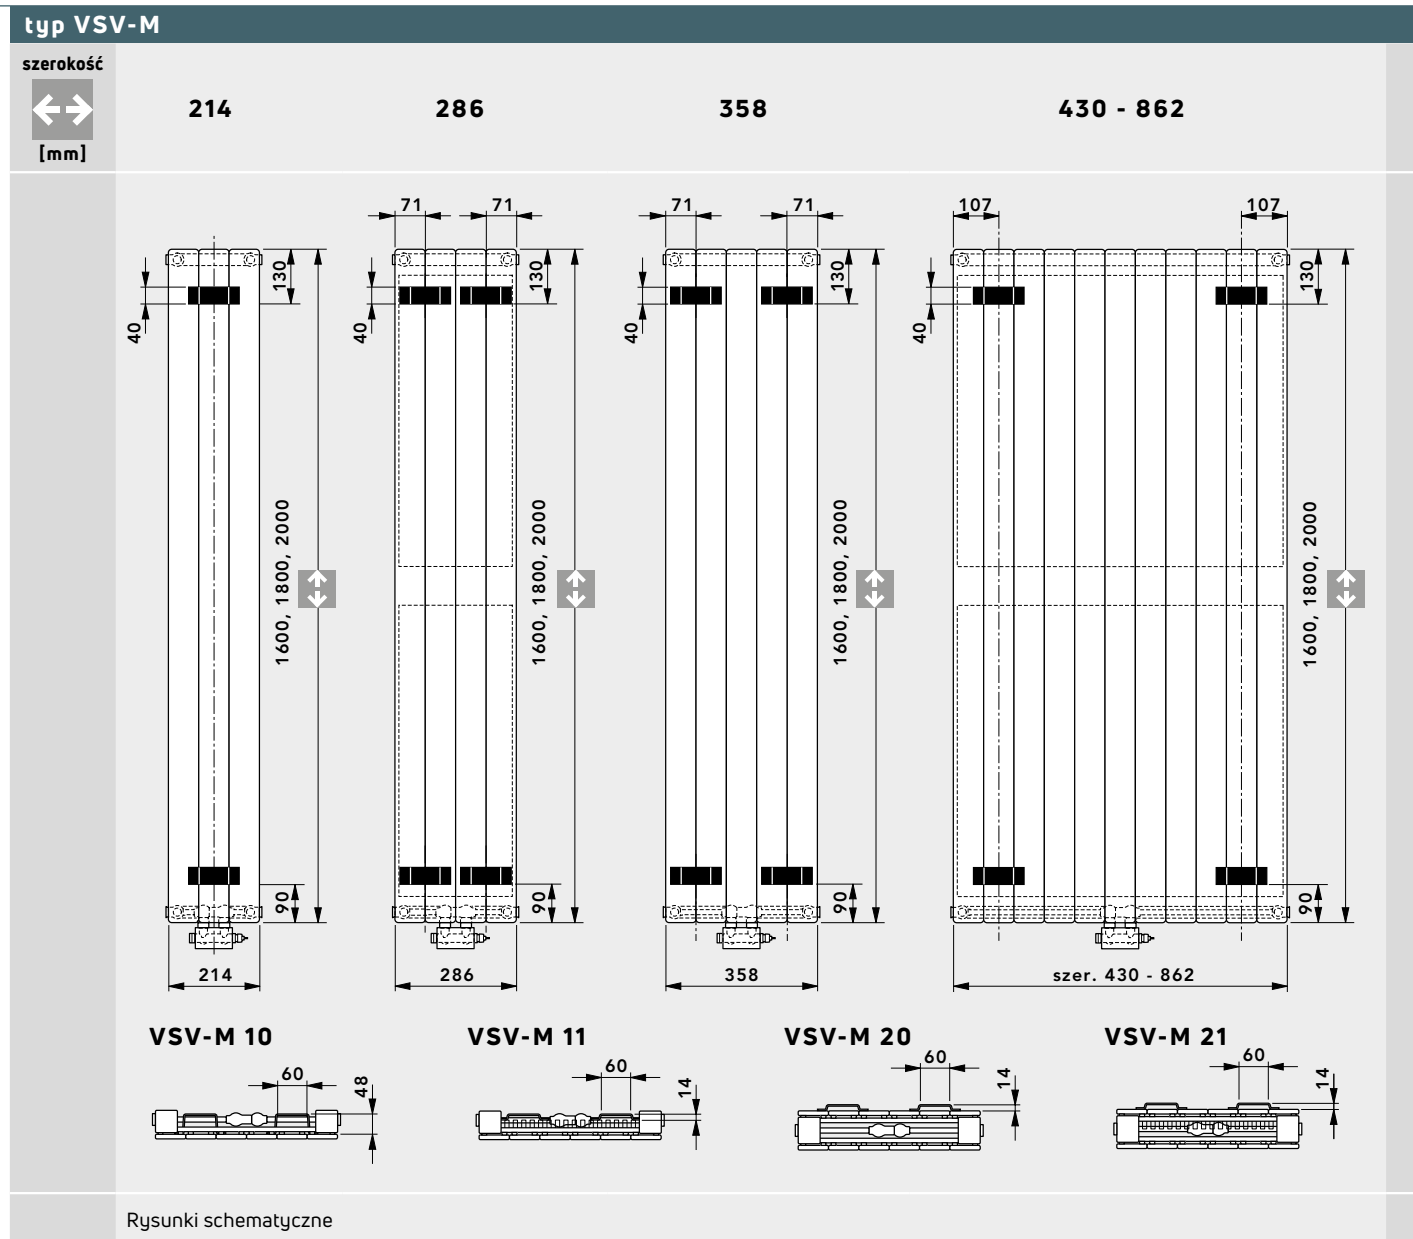 typ VSV-M
szerokość
[mm]
214 286 358 430 - 862
71 71 71 71 107 107
130 130 130 130
40 40 40 40
1600, 1800, 2000 1600, 1800, 2000 1600, 1800, 2000 1600, 1800, 2000
90 90 90 90
214 286 358 szer. 430 - 862
VSV-M 10 VSV-M 11 VSV-M 20 VSV-M 21
60 48 60 14 60 14 60 14
Rysunki schematyczne